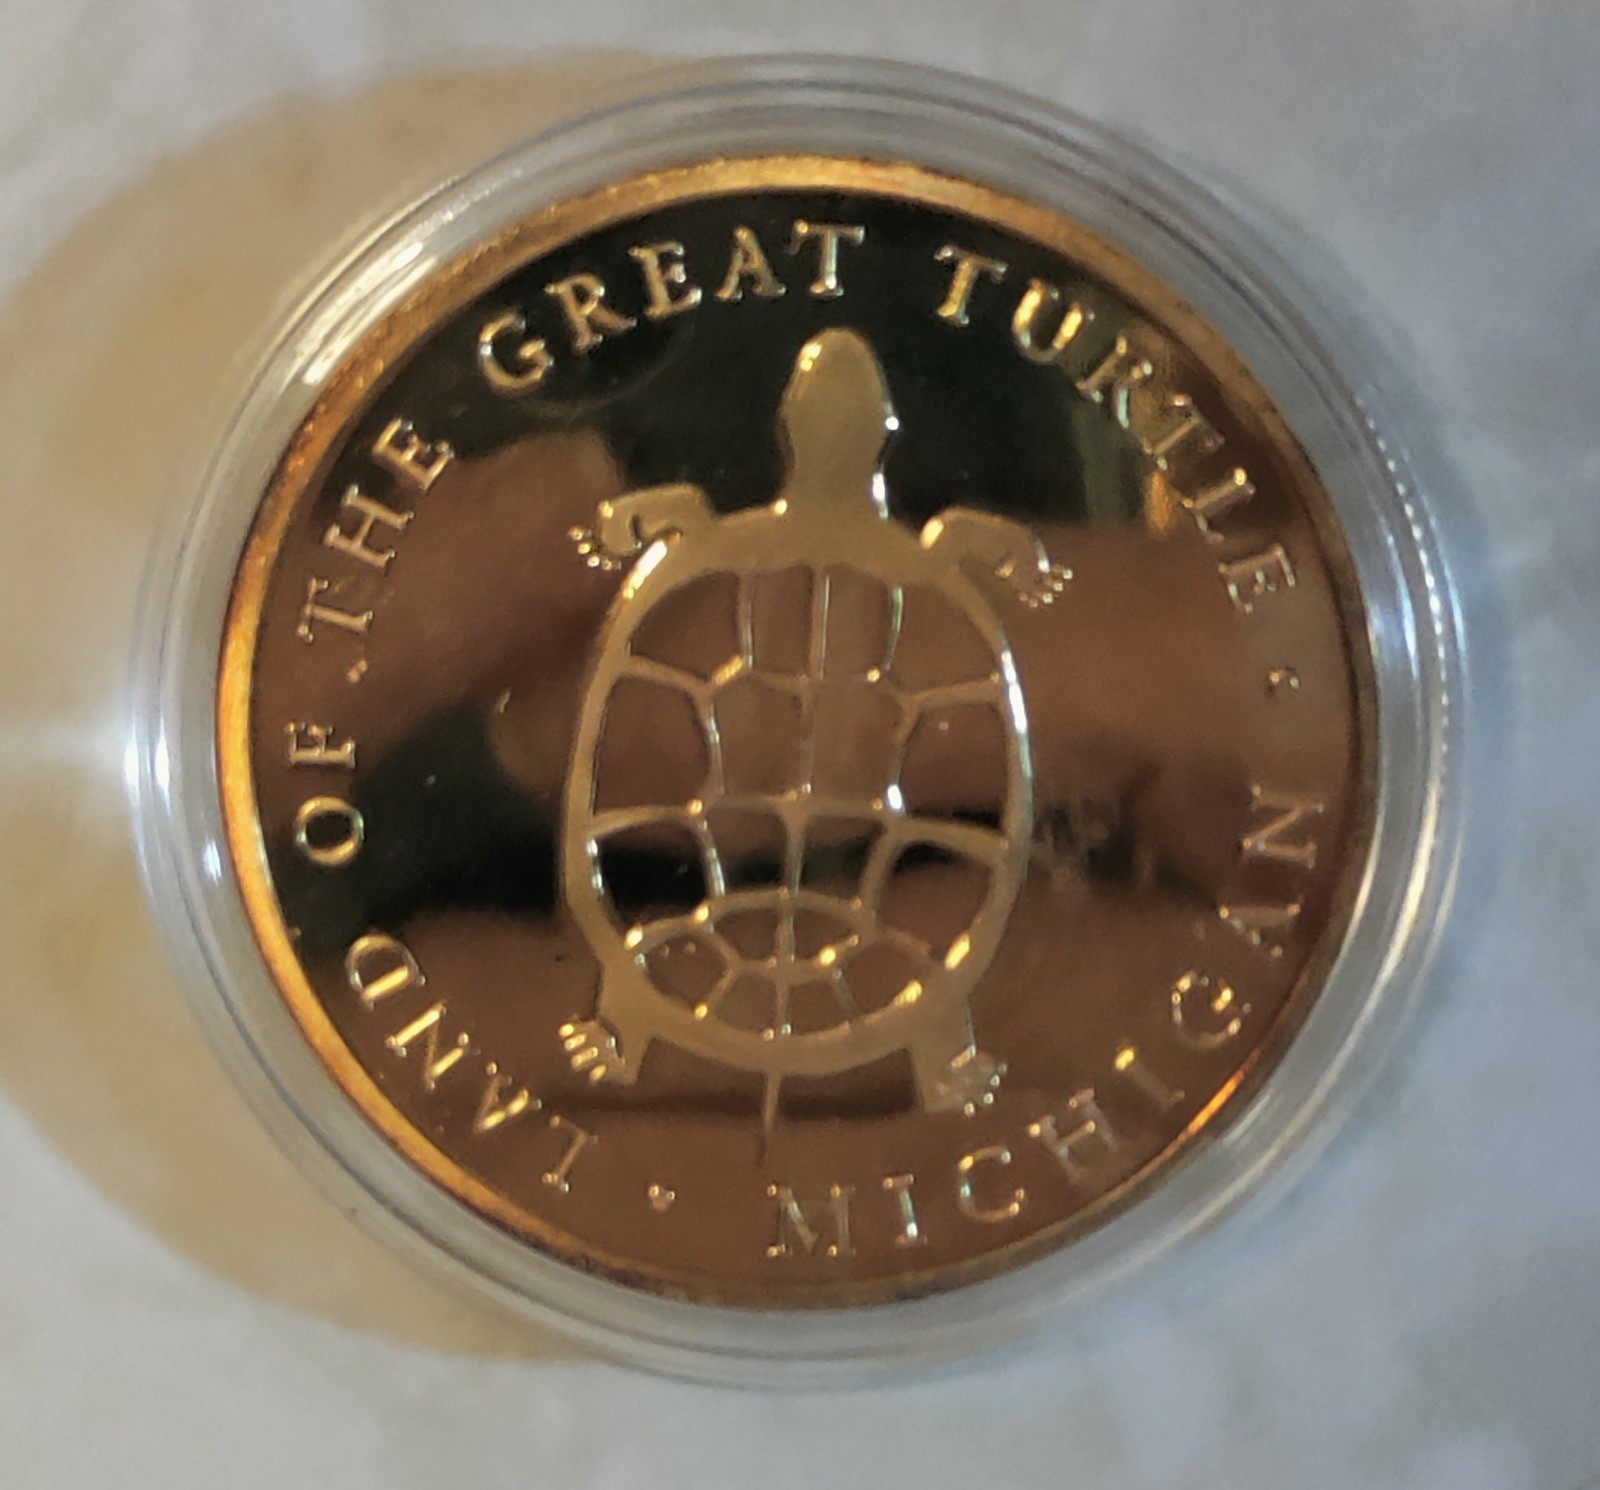 LAND OF THE GREAT TURTLE • MICHIGAN •